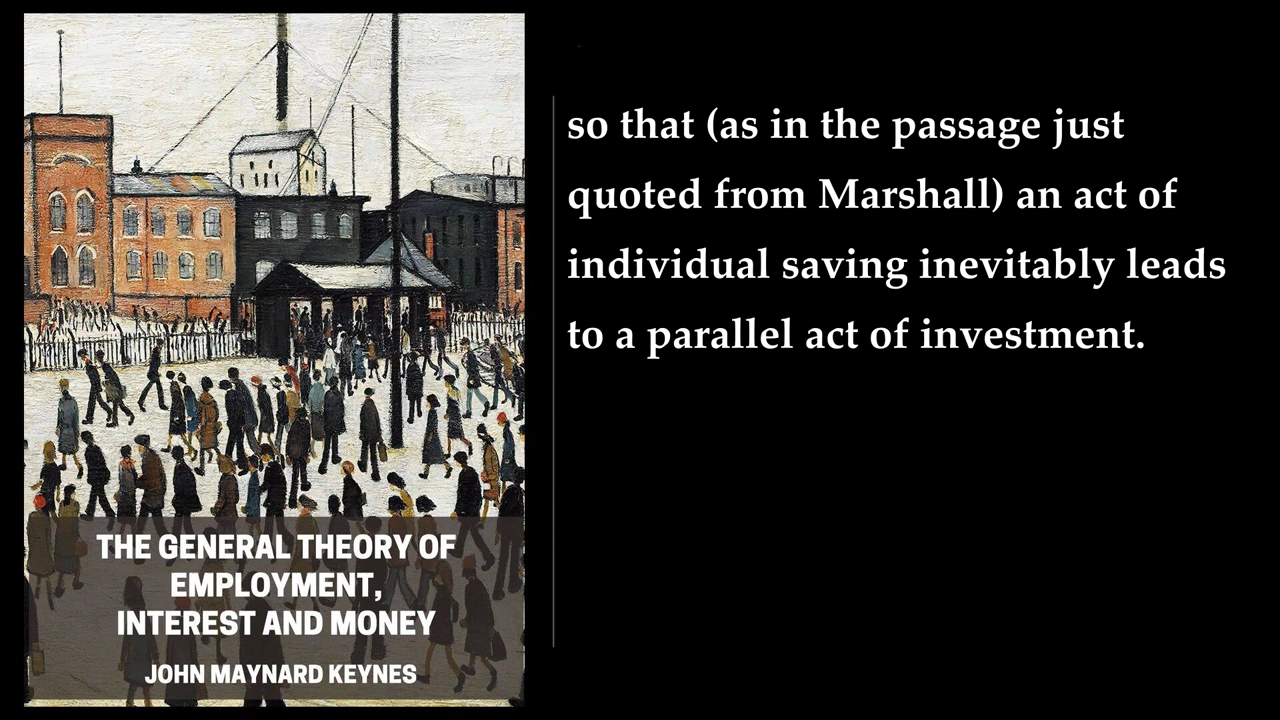 so that (as in the passage just
quoted from Marshall) an act of
individual saving inevitably leads
to a parallel act of investment.
THE GENERAL THEORY OF
EMPLOYMENT,
INTEREST AND MONEY
JOHN MAYNARD KEYNES